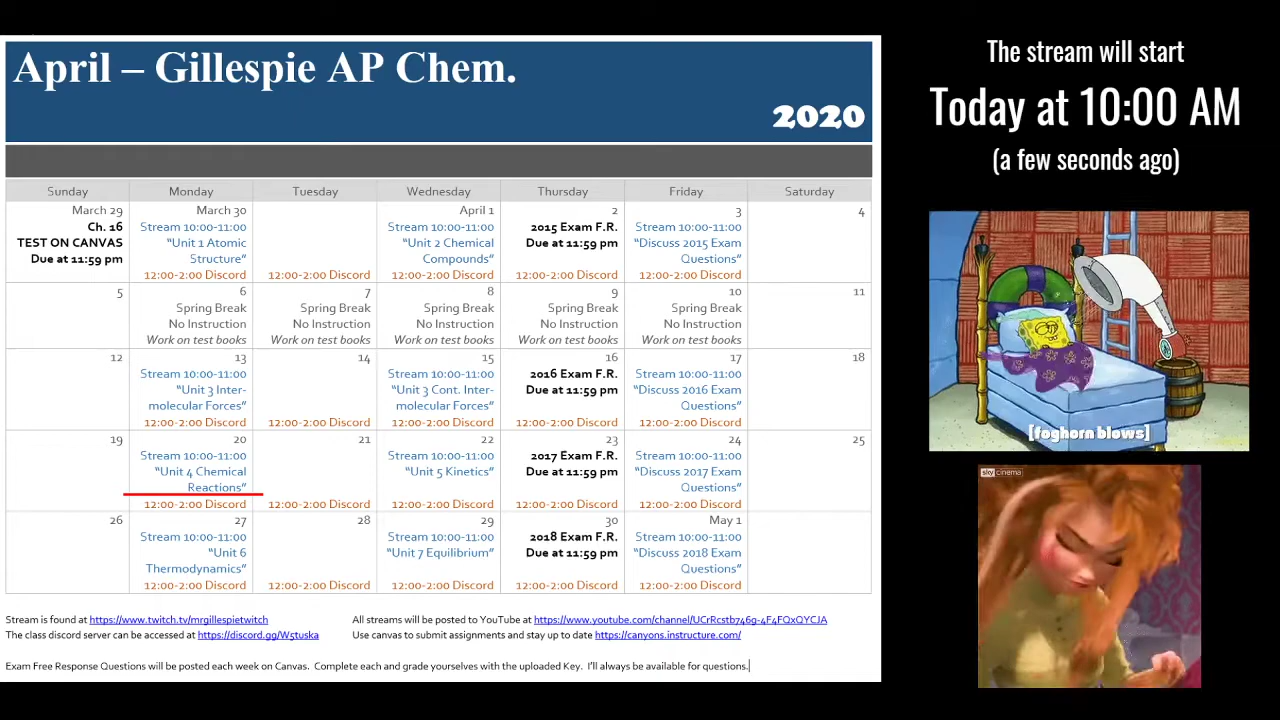 April – Gillespie AP Chem.
2020
Sunday Monday Tuesday Wednesday Thursday Friday Saturday
March 29
Ch. 16
TEST ON CANVAS
Due at 11:59 pm
March 30
Stream 10:00-11:00
"Unit 1 Atomic
Structure"
12:00-2:00 Discord
12:00-2:00 Discord
April 1
Stream 10:00-11:00
"Unit 2 Chemical
Compounds"
12:00-2:00 Discord
2
2015 Exam F.R.
Due at 11:59 pm
12:00-2:00 Discord
3
Stream 10:00-11:00
"Discuss 2015 Exam
Questions"
12:00-2:00 Discord
4
5
6
Spring Break
No Instruction
Work on test books
7
Spring Break
No Instruction
Work on test books
8
Spring Break
No Instruction
Work on test books
9
Spring Break
No Instruction
Work on test books
10
Spring Break
No Instruction
Work on test books
11
12
13
Stream 10:00-11:00
"Unit 3 Inter-
molecular Forces"
12:00-2:00 Discord
14
12:00-2:00 Discord
15
Stream 10:00-11:00
"Unit 3 Cont. Inter-
molecular Forces"
12:00-2:00 Discord
16
2016 Exam F.R.
Due at 11:59 pm
12:00-2:00 Discord
17
Stream 10:00-11:00
"Discuss 2016 Exam
Questions"
12:00-2:00 Discord
18
19
20
Stream 10:00-11:00
"Unit 4 Chemical
Reactions"
12:00-2:00 Discord
21
12:00-2:00 Discord
22
Stream 10:00-11:00
"Unit 5 Kinetics"
12:00-2:00 Discord
23
2017 Exam F.R.
Due at 11:59 pm
12:00-2:00 Discord
24
Stream 10:00-11:00
"Discuss 2017 Exam
Questions"
12:00-2:00 Discord
25
26
27
Stream 10:00-11:00
"Unit 6
Thermodynamics"
12:00-2:00 Discord
28
12:00-2:00 Discord
29
Stream 10:00-11:00
"Unit 7 Equilibrium"
12:00-2:00 Discord
30
2018 Exam F.R.
Due at 11:59 pm
12:00-2:00 Discord
May 1
Stream 10:00-11:00
"Discuss 2018 Exam
Questions"
12:00-2:00 Discord
Stream is found at https://www.twitch.tv/mrgillespietwitch
The class discord server can be accessed at https://discord.gg/W5tuska
All streams will be posted to YouTube at https://www.youtube.com/channel/UCrRcstb746g-4F4FQxQYCJA
Use canvas to submit assignments and stay up to date https://canyons.instructure.com/
Exam Free Response Questions will be posted each week on Canvas. Complete each and grade yourselves with the uploaded Key. I'll always be available for questions.
The stream will start
Today at 10:00 AM
(a few seconds ago)
[foghorn blows]
sky cinema